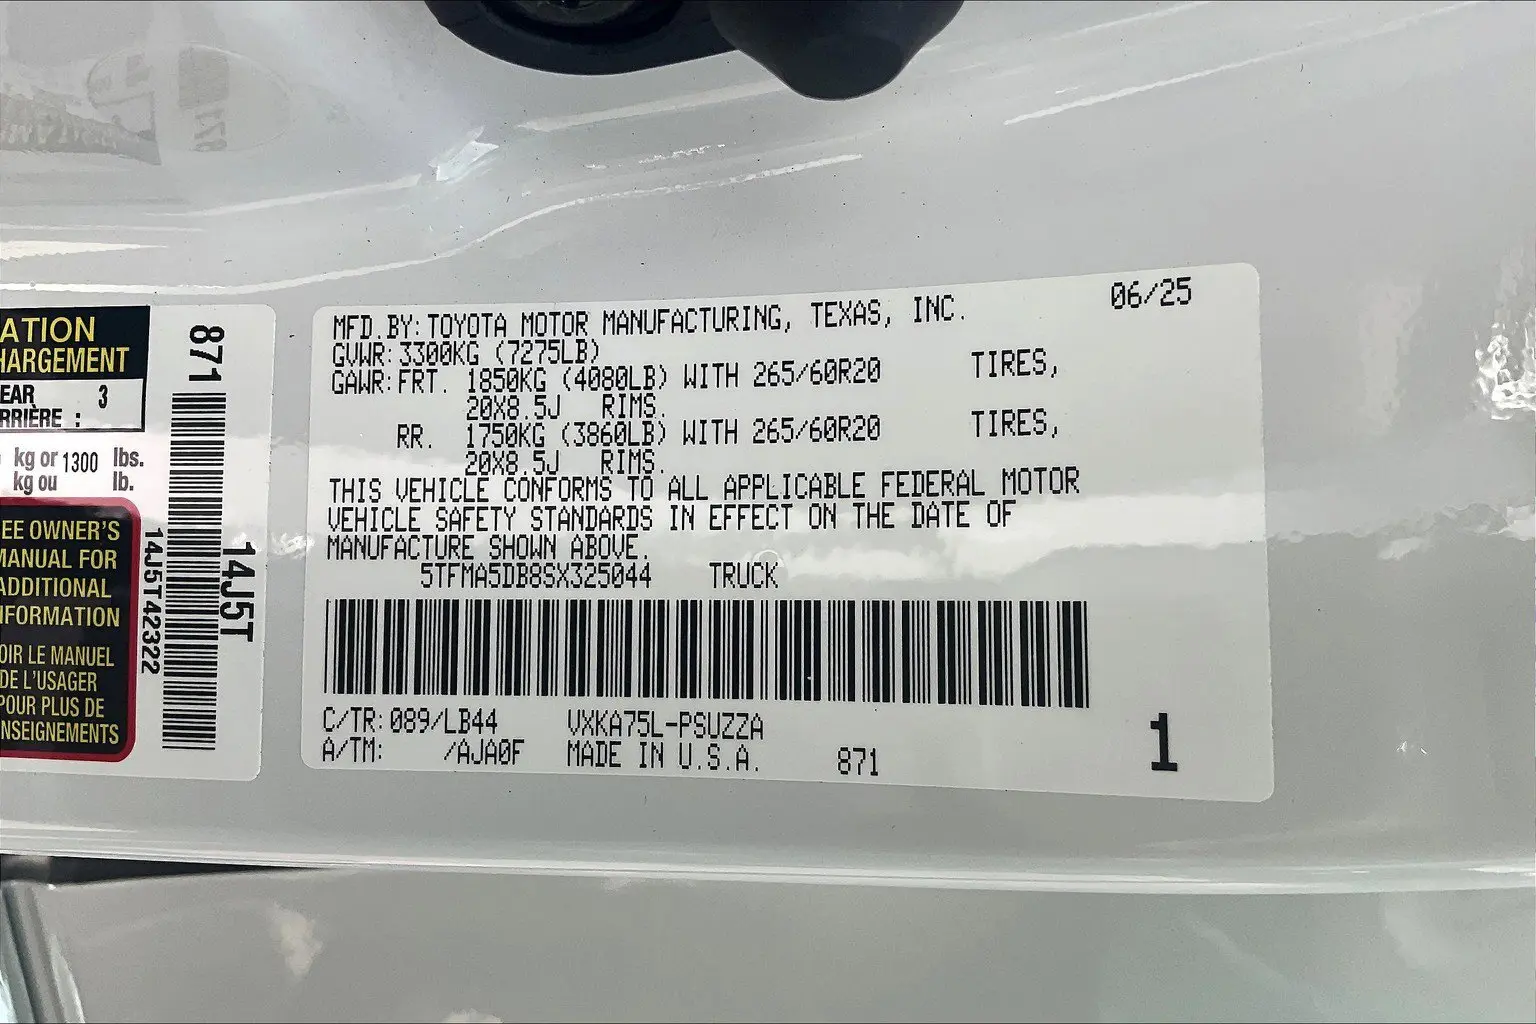 ATION
HARGEMENT
EAR 3
RRIÈRE :
kg or 1300 lbs.
kg ou lb.
EE OWNER'S
MANUAL FOR
ADDITIONAL
NFORMATION
OIR LE MANUEL
DE L'USAGER
POUR PLUS DE
NSEIGNEMENTS
871
14J5T42322
14J5T
MFD.BY:TOYOTA MOTOR MANUFACTURING, TEXAS, INC. 06/25
GVWR:3300KG (7275LB)
GAWR:FRT. 1850KG (4080LB) WITH 265/60R20 TIRES,
20X8.5J RIMS.
RR. 1750KG (3860LB) WITH 265/60R20 TIRES,
20X8.5J RIMS.
THIS VEHICLE CONFORMS TO ALL APPLICABLE FEDERAL MOTOR
VEHICLE SAFETY STANDARDS IN EFFECT ON THE DATE OF
MANUFACTURE SHOWN ABOVE.
5TFMA5DB8SX325044 TRUCK
C/TR:089/LB44 VXKA75L-PSUZZA
A/TM: /AJA0F MADE IN U.S.A. 871
1